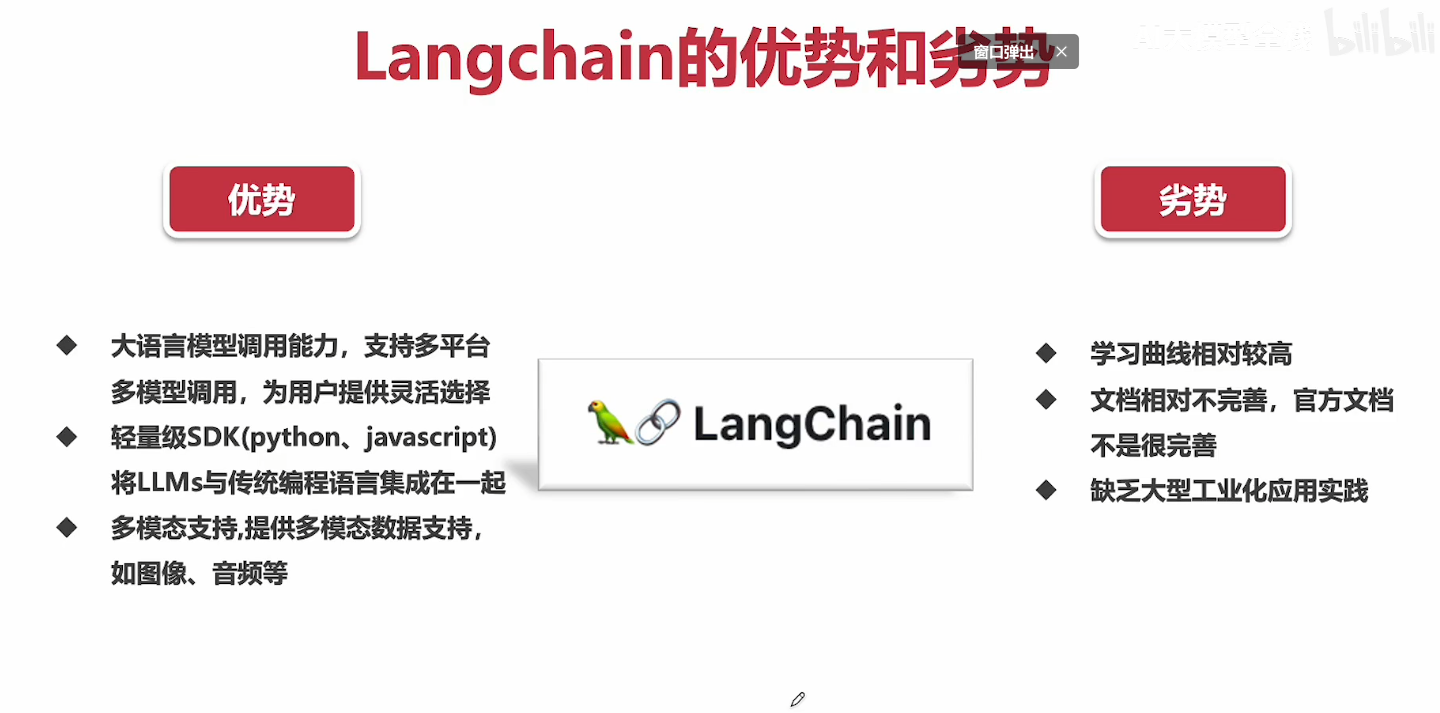 Langchain的优势和劣势
窗口弹出
bilibili
优势
劣势
大语言模型调用能力，支持多平台
多模型调用，为用户提供灵活选择
轻量级SDK(python、javascript)
将LLMs与传统编程语言集成在一起
多模态支持,提供多模态数据支持，
如图像、音频等
LangChain
学习曲线相对较高
文档相对不完善，官方文档
不是很完善
缺乏大型工业化应用实践